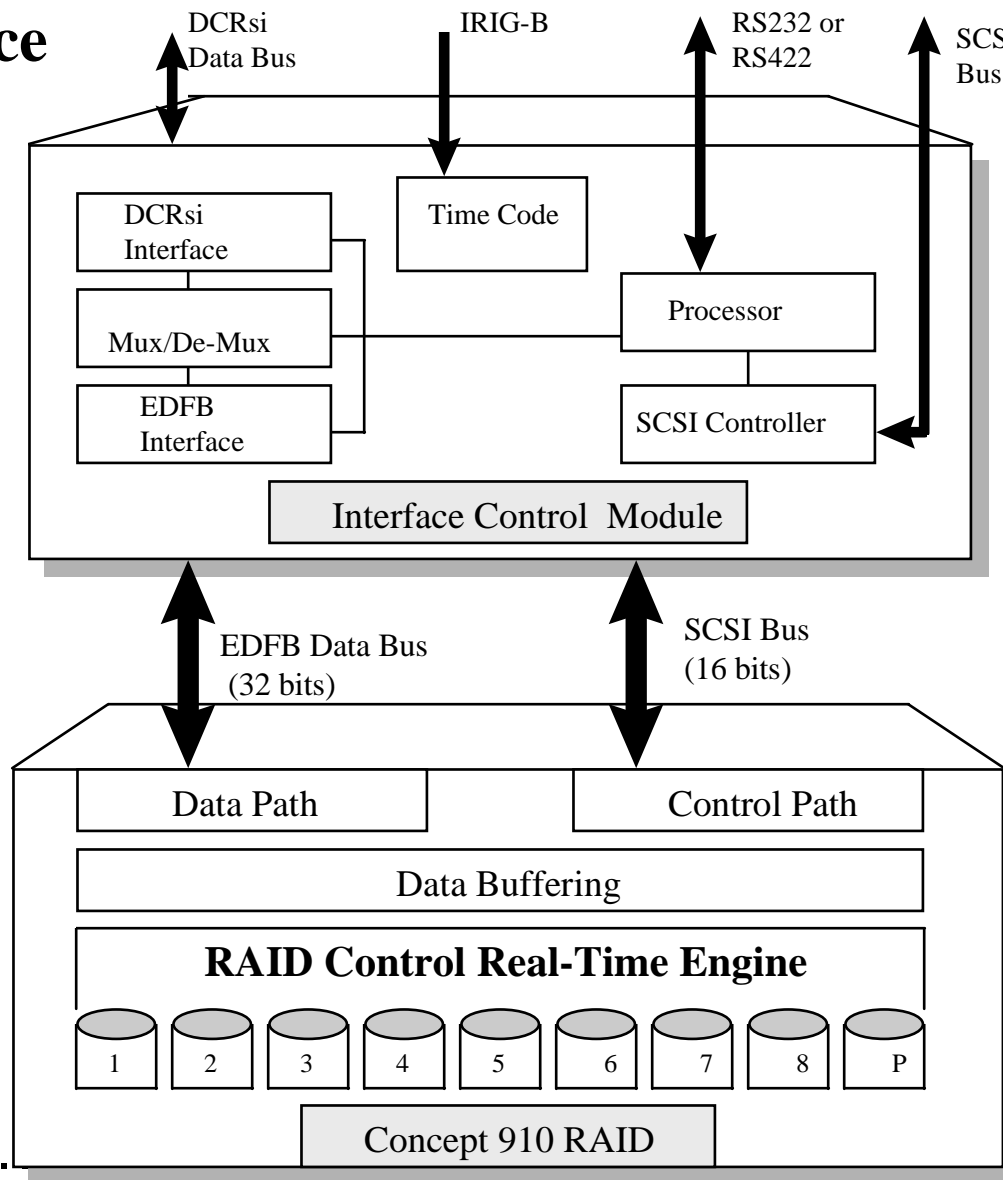 ce
DCRsi
Data Bus
IRIG-B
RS232 or
RS422
SCS
Bus
DCRsi
Interface
Time Code
Mux/De-Mux
Processor
EDFB
Interface
SCSI Controller
Interface Control Module
EDFB Data Bus
(32 bits)
SCSI Bus
(16 bits)
Data Path
Control Path
Data Buffering
RAID Control Real-Time Engine
1 2 3 4 5 6 7 8 P
Concept 910 RAID